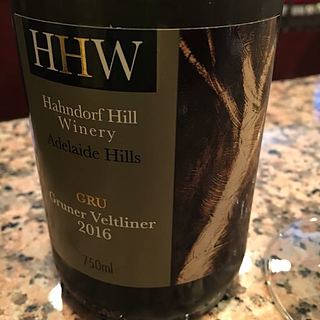 HHW
Hahndorf Hill
Winery
Adelaide Hills
GRU
Gruner Veltliner
2016
750ml